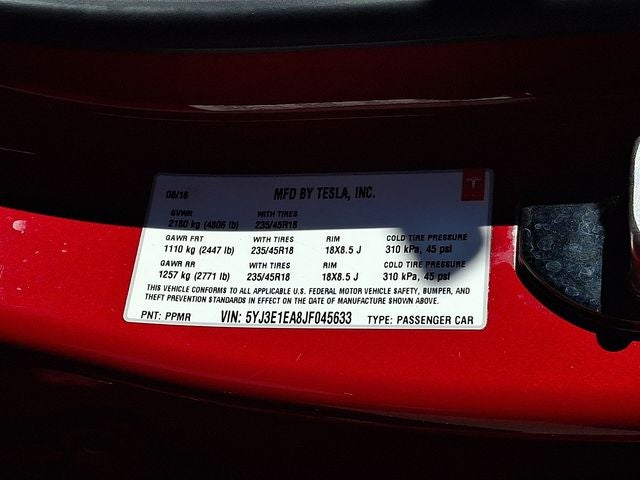 08/18 MFD BY TESLA, INC.
GVWR WITH TIRES
2180 kg (4806 lb) 235/45R18
GAWR FRT WITH TIRES RIM COLD TIRE PRESSURE
1110 kg (2447 lb) 235/45R18 18X8.5 J 310 kPa, 45 psi
GAWR RR WITH TIRES RIM COLD TIRE PRESSURE
1257 kg (2771 lb) 235/45R18 18X8.5 J 310 kPa, 45 psi
THIS VEHICLE CONFORMS TO ALL APPLICABLE U.S. FEDERAL MOTOR VEHICLE SAFETY, BUMPER, AND
THEFT PREVENTION STANDARDS IN EFFECT ON THE DATE OF MANUFACTURE SHOWN ABOVE.
PNT: PPMR VIN: 5YJ3E1EA8JF045633 TYPE: PASSENGER CAR